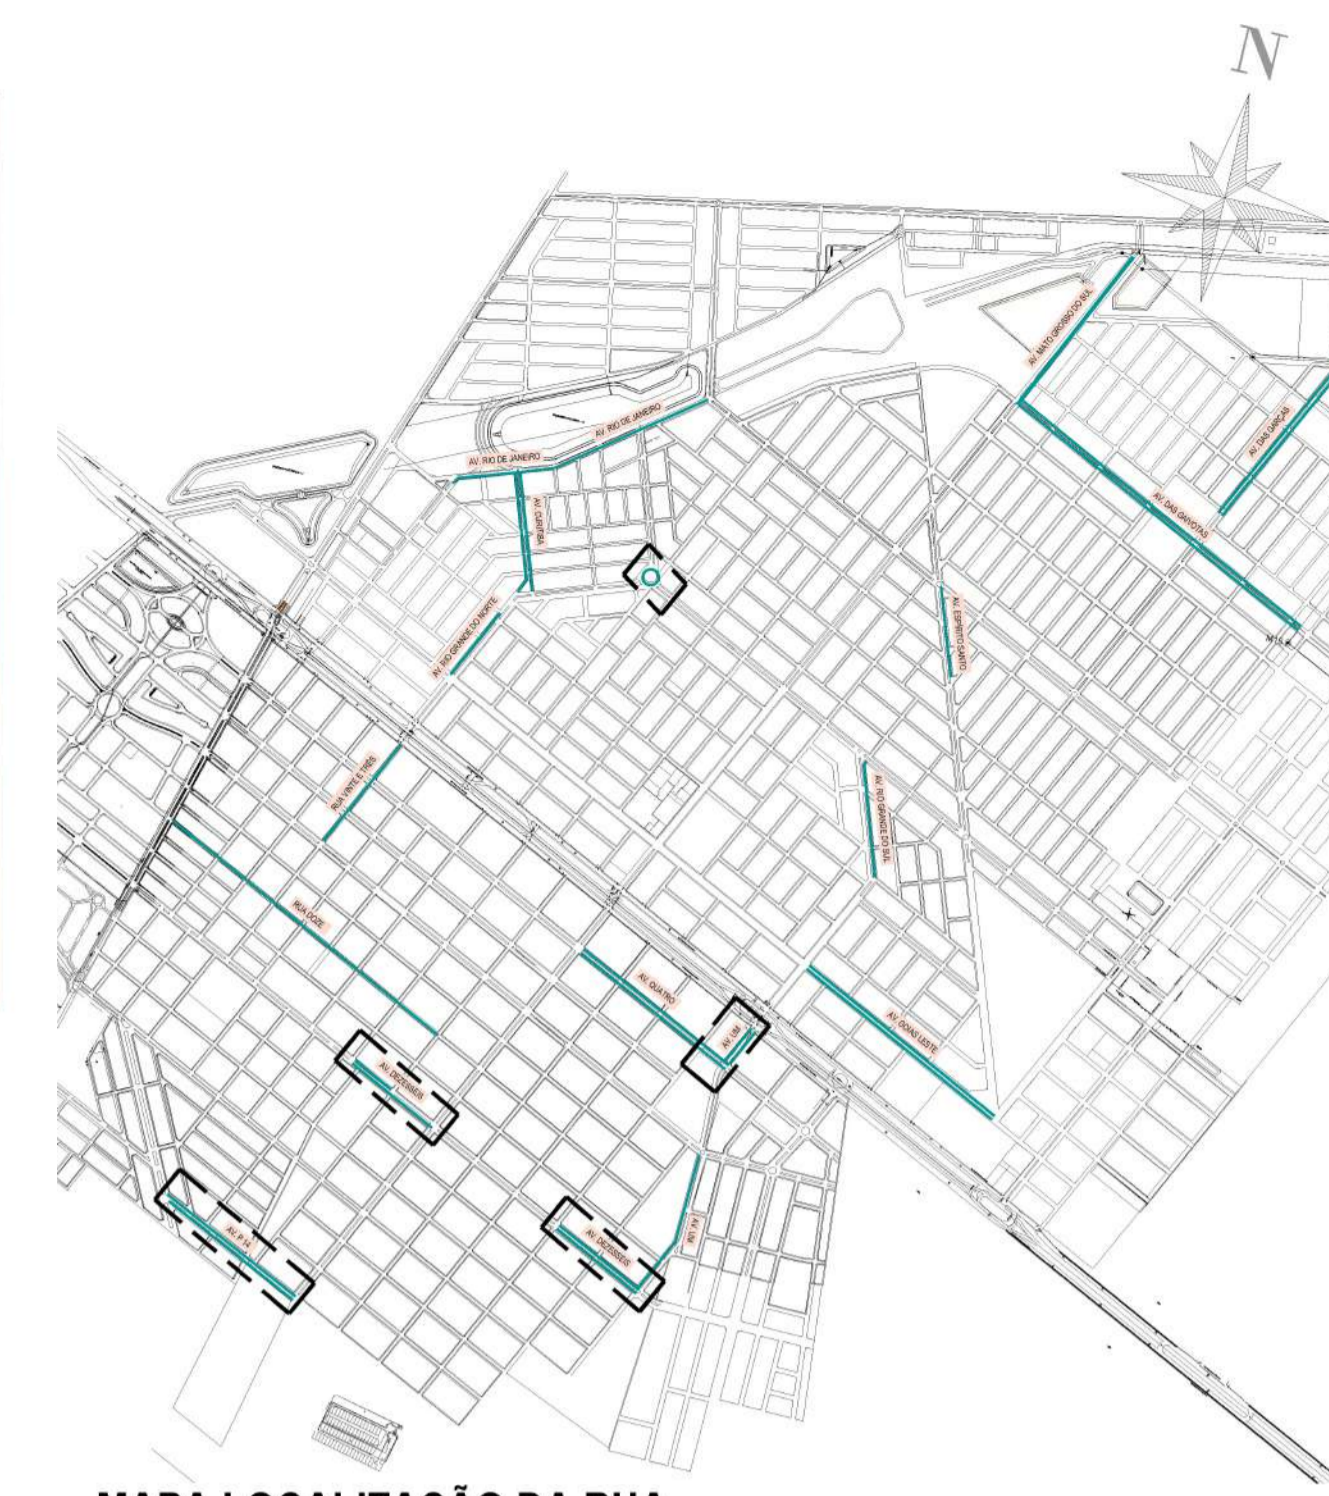 N
AV. MATO GROSSO DO SUL
AV. RIO DE JANEIRO
AV. DAS GARÇAS
AV. RIO DE JANEIRO
AV. CURITIBA
AV. DAS GAIVOTAS
AV. RIO GRANDE DO NORTE
AV. ESPIRITO SANTO
RUA VINTE E TRÊS
AV. RIO GRANDE DO SUL
RUA DOZE
AV. QUATRO
AV. UM
AV. GOIAS LESTE
AV. DEZESSEIS
AV. UM
AV. P 14
AV. DEZESSEIS
MAPA LOCALIZAÇÃO DA RUA